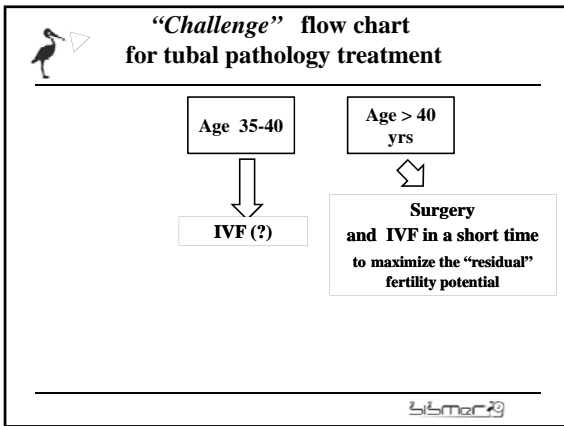 “Challenge” flow chart
for tubal pathology treatment
Age 35-40
Age > 40
yrs
IVF (?)
Surgery
and IVF in a short time
to maximize the “residual”
fertility potential
sismer